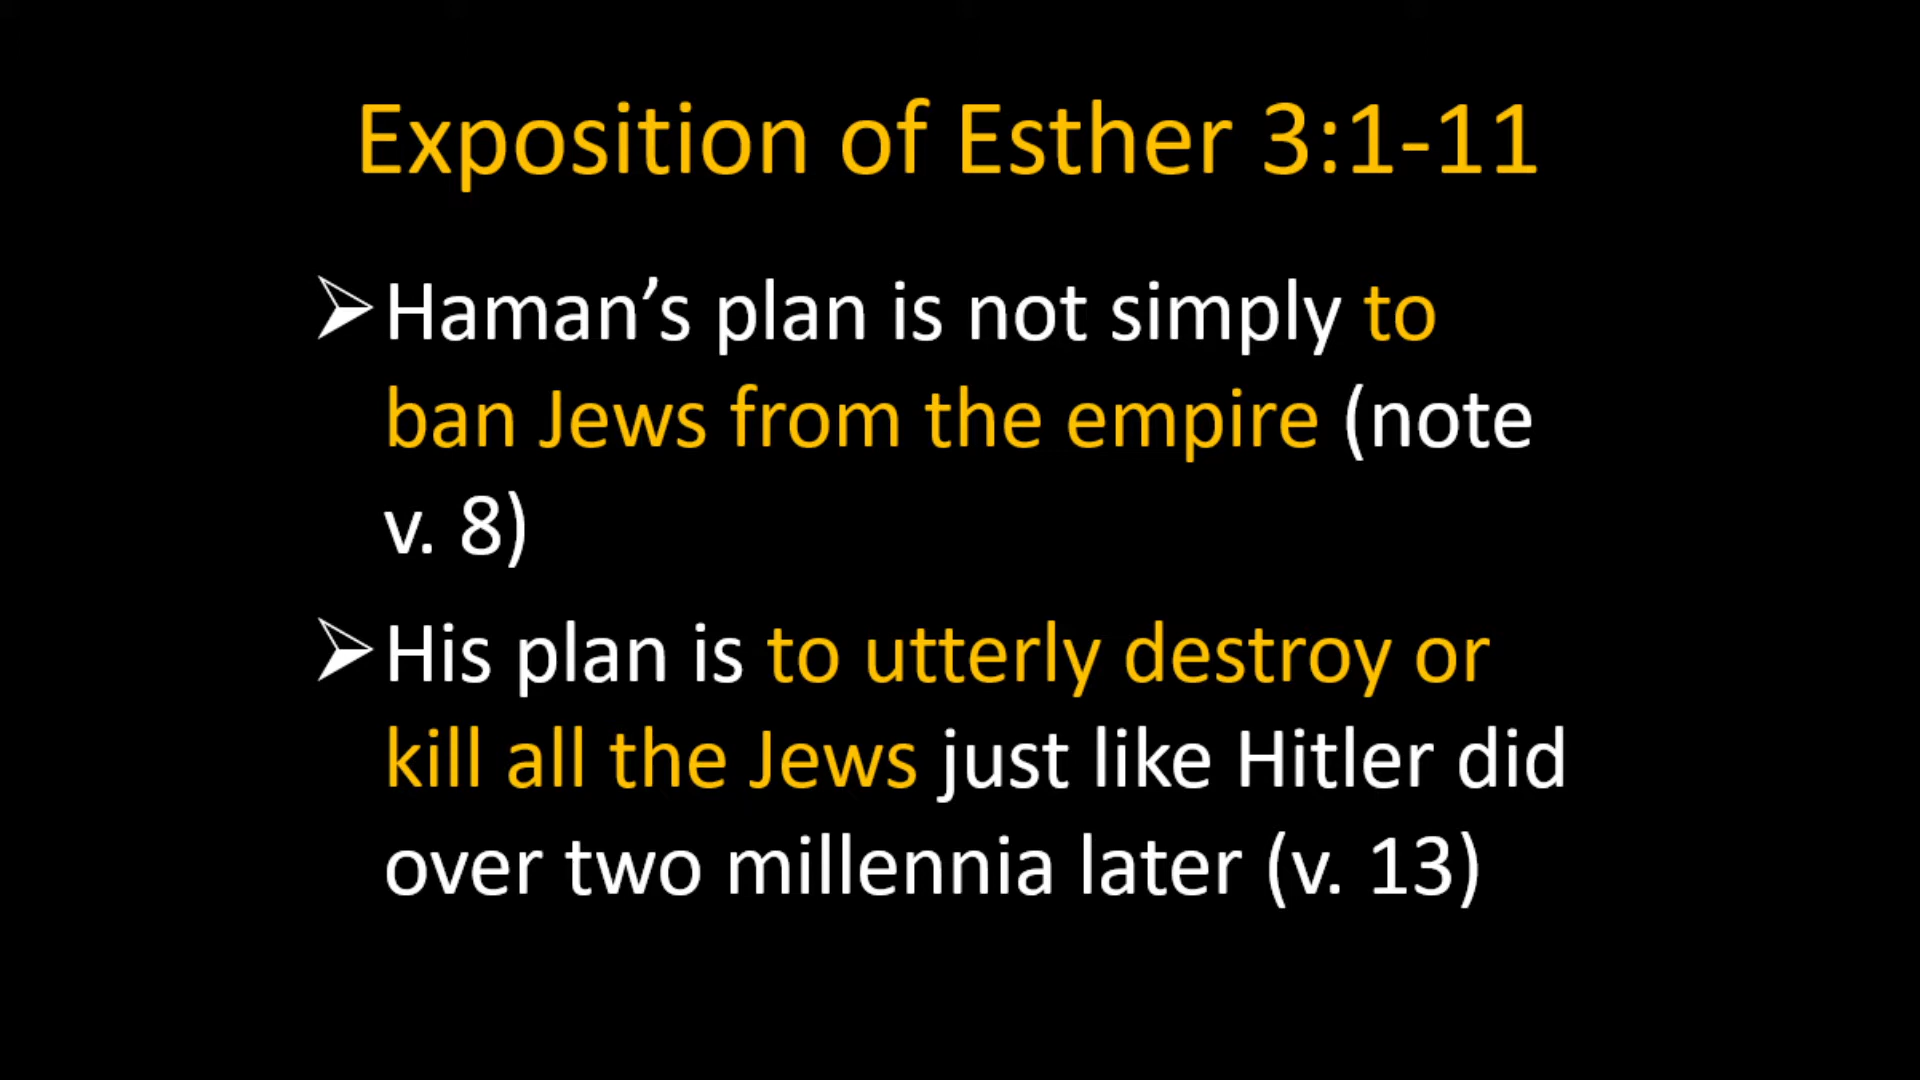 Exposition of Esther 3:1-11
➢Haman’s plan is not simply to
ban Jews from the empire (note
v. 8)
➢His plan is to utterly destroy or
kill all the Jews just like Hitler did
over two millennia later (v. 13)